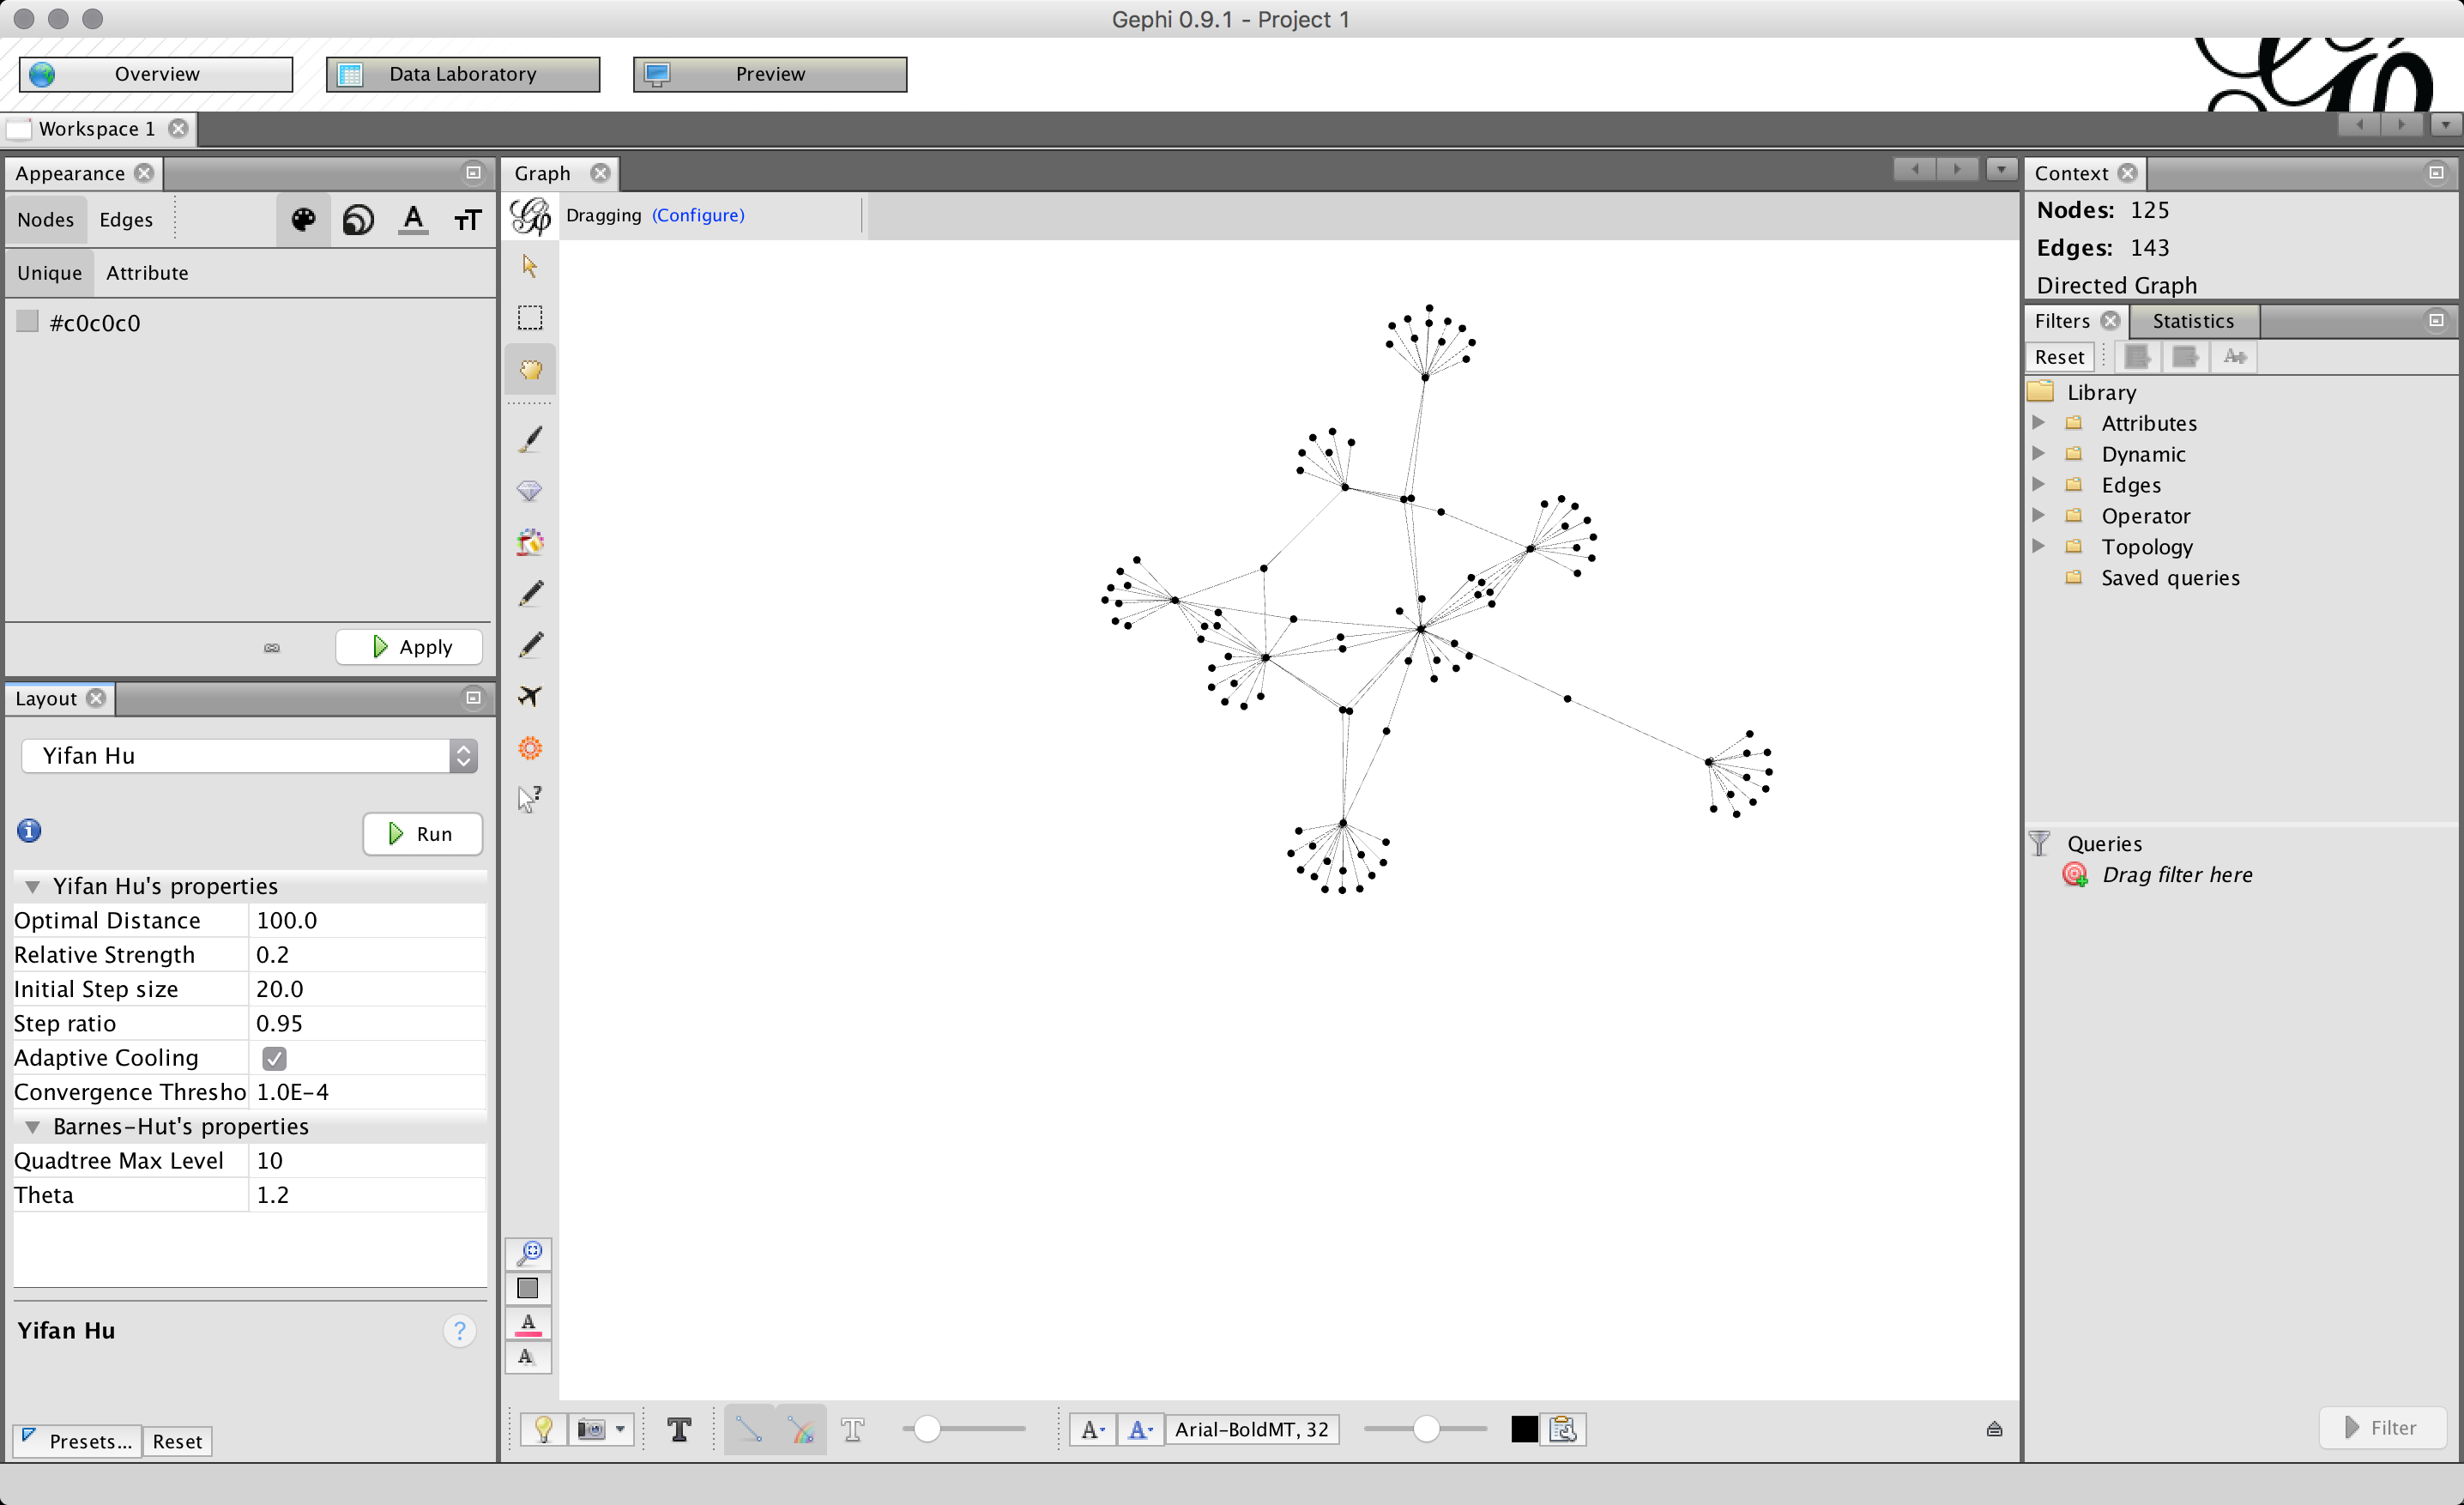 Gephi 0.9.1 - Project 1
Overview
Data Laboratory
Preview
Workspace 1
Appearance
Nodes
Edges
Unique
Attribute
#c0c0c0
Apply
Layout
Yifan Hu
Run
Yifan Hu's properties
Optimal Distance 100.0
Relative Strength 0.2
Initial Step size 20.0
Step ratio 0.95
Adaptive Cooling
Convergence Thresho 1.0E-4
Barnes-Hut's properties
Quadtree Max Level 10
Theta 1.2
Yifan Hu
?
Presets...
Reset
Graph
Dragging (Configure)
Arial-BoldMT, 32
Context
Nodes: 125
Edges: 143
Directed Graph
Filters
Statistics
Reset
Library
Attributes
Dynamic
Edges
Operator
Topology
Saved queries
Queries
Drag filter here
Filter